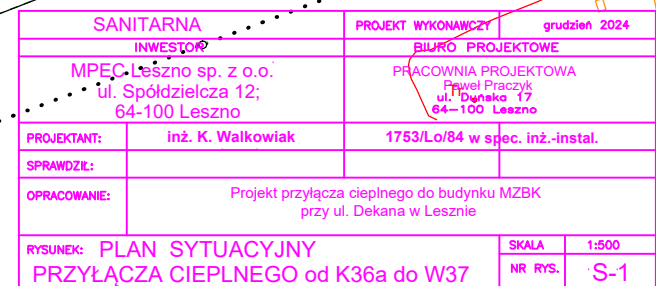 SANITARNA PROJEKT WYKONAWCZY grudzień 2024
INWESTOR BIURO PROJEKTOWE
MPEC Leszno sp. z o.o.
ul. Spółdzielcza 12;
64-100 Leszno
PRACOWNIA PROJEKTOWA
Paweł Praczyk
ul. Duńska 17
64-100 Leszno
PROJEKTANT: inż. K. Walkowiak 1753/Lo/84 w spec. inż.-instal.
SPRAWDZIŁ:
OPRACOWANIE: Projekt przyłącza cieplnego do budynku MZBK
przy ul. Dekana w Lesznie
RYSUNEK: PLAN SYTUACYJNY
PRZYŁĄCZA CIEPLNEGO od K36a do W37
SKALA 1:500
NR RYS. S-1